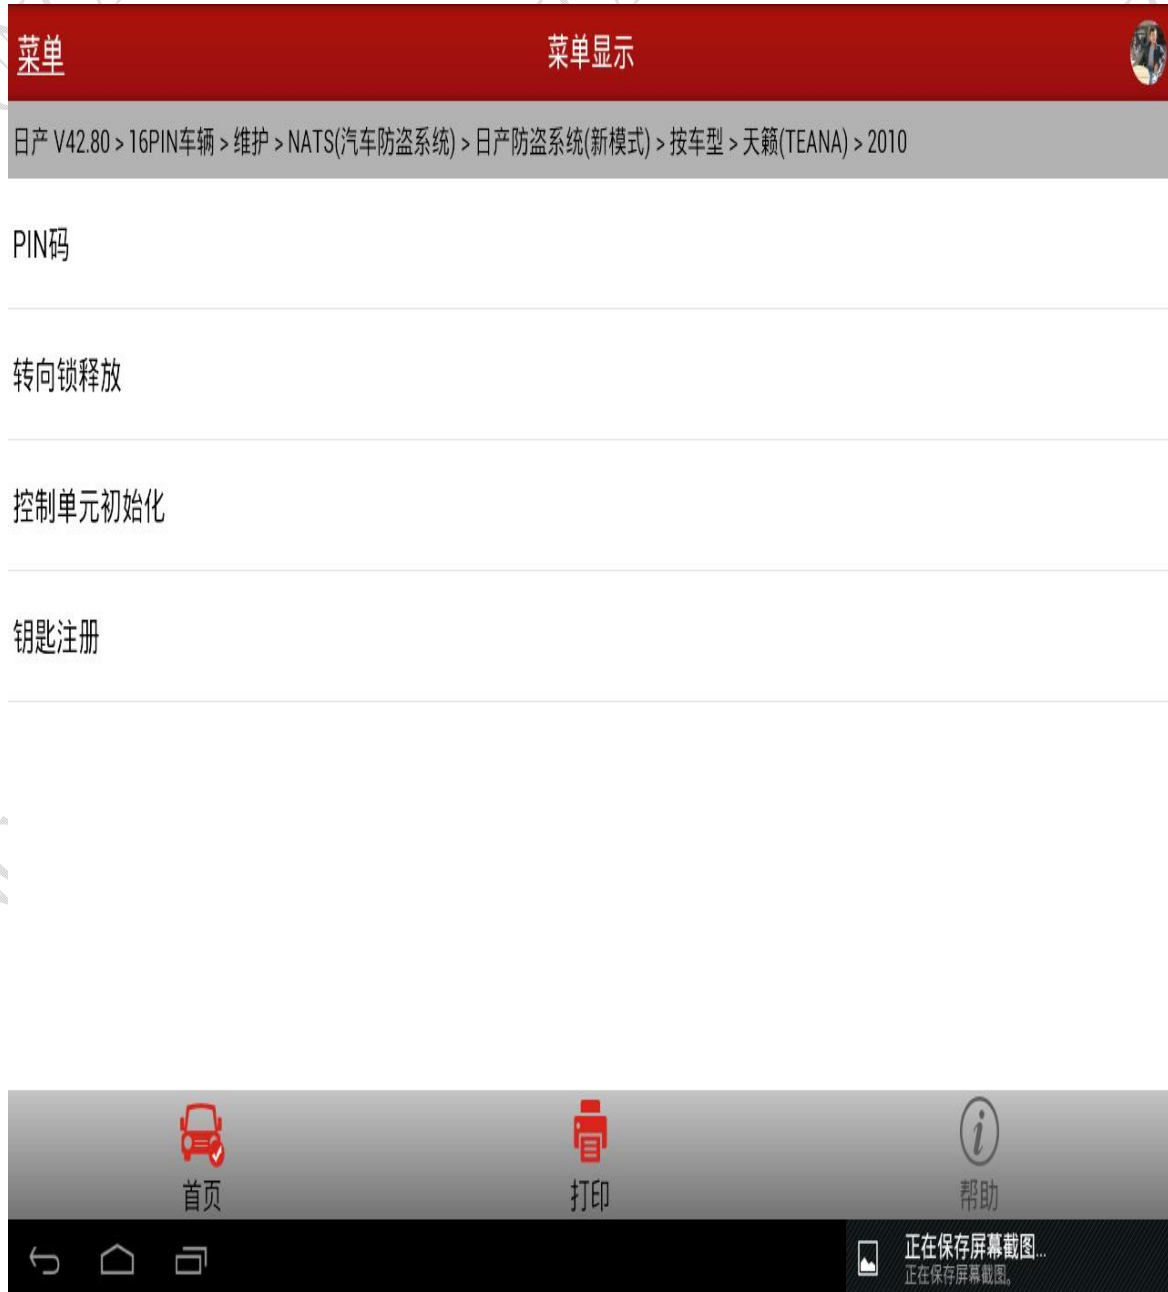 菜单 菜单显示
日产 V42.80 > 16PIN车辆 > 维护 > NATS(汽车防盗系统) > 日产防盗系统(新模式) > 按车型 > 天籁(TEANA) > 2010
PIN码
转向锁释放
控制单元初始化
钥匙注册
首页 打印 帮助
正在保存屏幕截图...
正在保存屏幕截图。